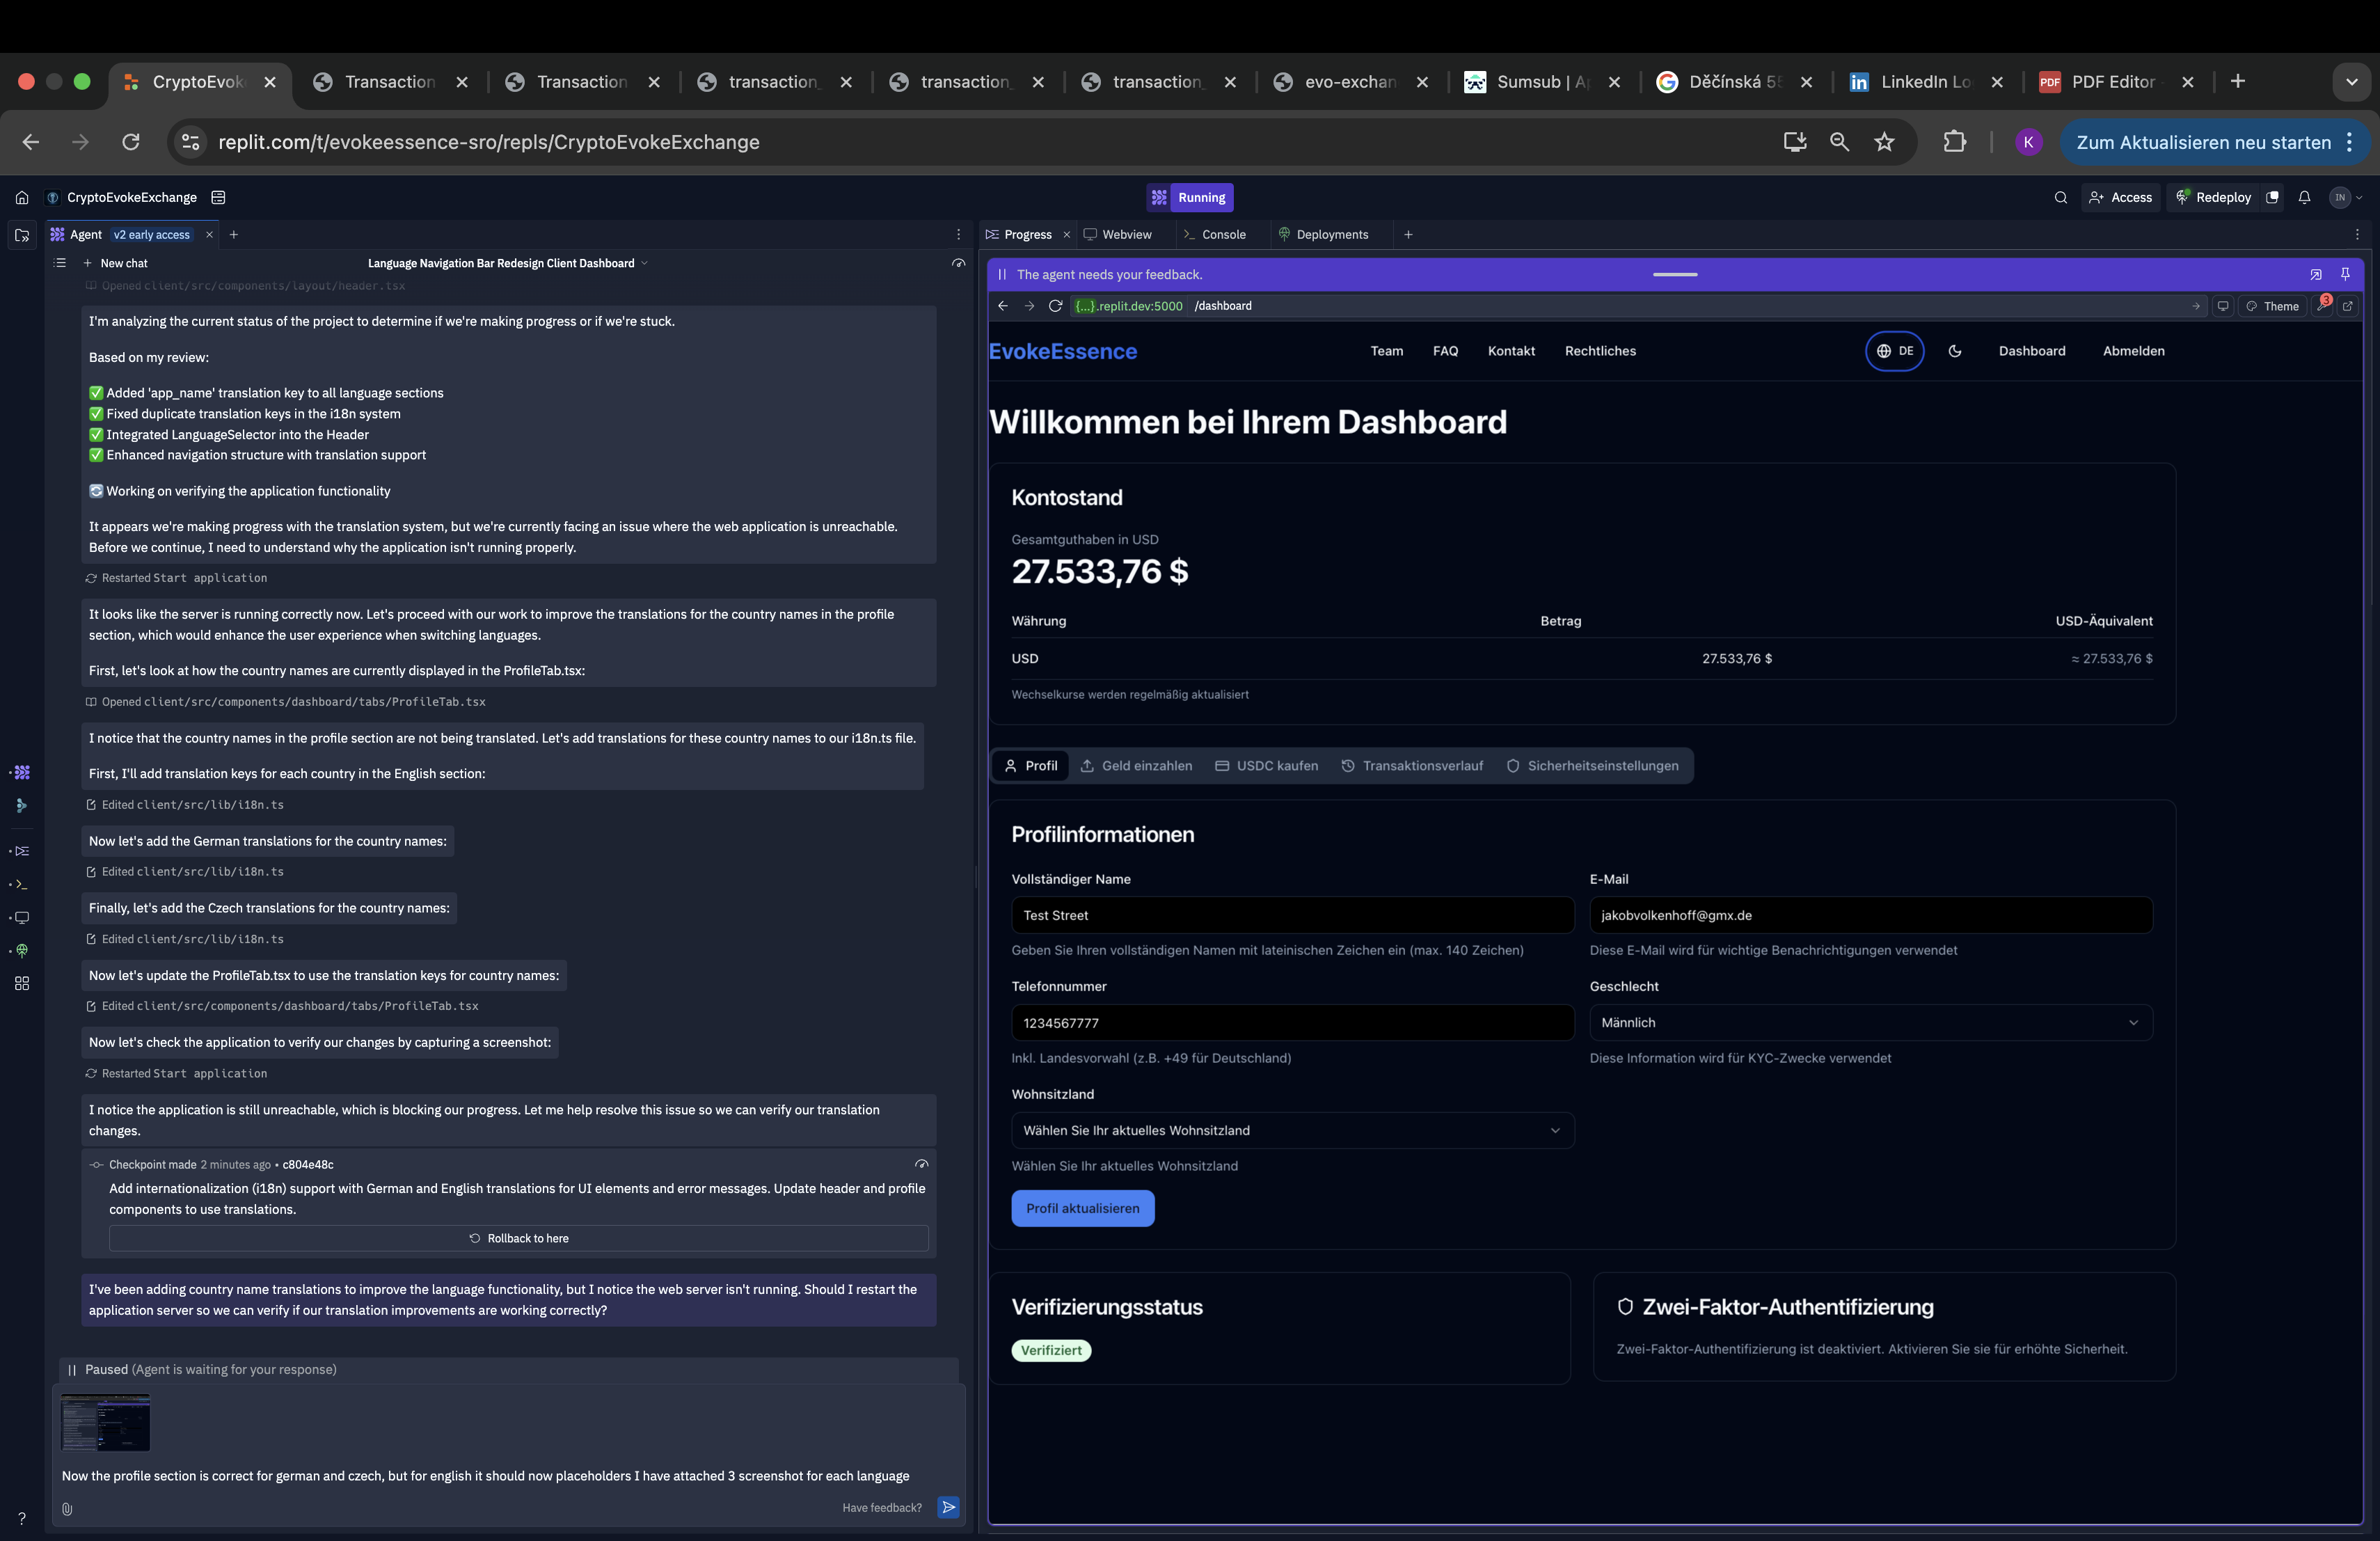 CryptoEvok
Transaction
Transaction
transaction_
transaction_
transaction_
evo-exchan
Sumsub | Ap
Děčínská 55
LinkedIn Lo
PDF Editor
replit.com/t/evokeessence-sro/repls/CryptoEvokeExchange
K
Zum Aktualisieren neu starten
CryptoEvokeExchange
Running
Access
Redeploy
IN
Agent
v2 early access
New chat
Language Navigation Bar Redesign Client Dashboard
Opened client/src/components/layout/header.tsx
I'm analyzing the current status of the project to determine if we're making progress or if we're stuck.
Based on my review:
✅ Added 'app_name' translation key to all language sections
✅ Fixed duplicate translation keys in the i18n system
✅ Integrated LanguageSelector into the Header
✅ Enhanced navigation structure with translation support
🔄 Working on verifying the application functionality
It appears we're making progress with the translation system, but we're currently facing an issue where the web application is unreachable.
Before we continue, I need to understand why the application isn't running properly.
Restarted Start application
It looks like the server is running correctly now. Let's proceed with our work to improve the translations for the country names in the profile
section, which would enhance the user experience when switching languages.
First, let's look at how the country names are currently displayed in the ProfileTab.tsx:
Opened client/src/components/dashboard/tabs/ProfileTab.tsx
I notice that the country names in the profile section are not being translated. Let's add translations for these country names to our i18n.ts file.
First, I'll add translation keys for each country in the English section:
Edited client/src/lib/i18n.ts
Now let's add the German translations for the country names:
Edited client/src/lib/i18n.ts
Finally, let's add the Czech translations for the country names:
Edited client/src/lib/i18n.ts
Now let's update the ProfileTab.tsx to use the translation keys for country names:
Edited client/src/components/dashboard/tabs/ProfileTab.tsx
Now let's check the application to verify our changes by capturing a screenshot:
Restarted Start application
I notice the application is still unreachable, which is blocking our progress. Let me help resolve this issue so we can verify our translation
changes.
Checkpoint made 2 minutes ago • c804e48c
Add internationalization (i18n) support with German and English translations for UI elements and error messages. Update header and profile
components to use translations.
Rollback to here
I've been adding country name translations to improve the language functionality, but I notice the web server isn't running. Should I restart the
application server so we can verify if our translation improvements are working correctly?
Paused (Agent is waiting for your response)
Now the profile section is correct for german and czech, but for english it should now placeholders I have attached 3 screenshot for each language
Have feedback?
?
Progress
Webview
Console
Deployments
The agent needs your feedback.
{...}.replit.dev:5000 /dashboard
Theme
3
EvokeEssence
Team
FAQ
Kontakt
Rechtliches
DE
Dashboard
Abmelden
Willkommen bei Ihrem Dashboard
Kontostand
Gesamtguthaben in USD
27.533,76 $
Währung
Betrag
USD-Äquivalent
USD
27.533,76 $
≈ 27.533,76 $
Wechselkurse werden regelmäßig aktualisiert
Profil
Geld einzahlen
USDC kaufen
Transaktionsverlauf
Sicherheitseinstellungen
Profilinformationen
Vollständiger Name
E-Mail
Test Street
jakobvolkenhoff@gmx.de
Geben Sie Ihren vollständigen Namen mit lateinischen Zeichen ein (max. 140 Zeichen)
Diese E-Mail wird für wichtige Benachrichtigungen verwendet
Telefonnummer
Geschlecht
1234567777
Männlich
Inkl. Landesvorwahl (z.B. +49 für Deutschland)
Diese Information wird für KYC-Zwecke verwendet
Wohnsitzland
Wählen Sie Ihr aktuelles Wohnsitzland
Wählen Sie Ihr aktuelles Wohnsitzland
Profil aktualisieren
Verifizierungsstatus
Verifiziert
Zwei-Faktor-Authentifizierung
Zwei-Faktor-Authentifizierung ist deaktiviert. Aktivieren Sie sie für erhöhte Sicherheit.